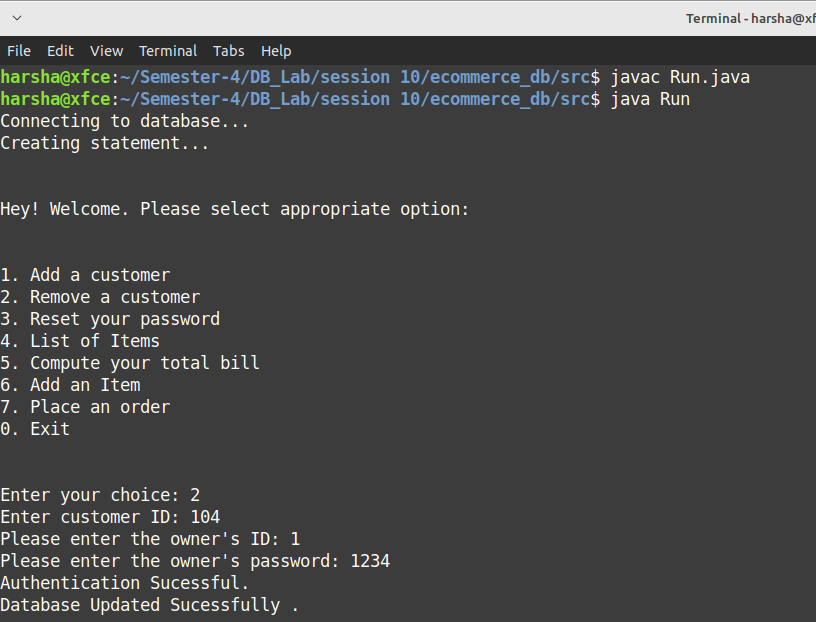 Terminal - harsha@xf
File Edit View Terminal Tabs Help
harsha@xfce:~/Semester-4/DB_Lab/session 10/ecommerce_db/src$ javac Run.java
harsha@xfce:~/Semester-4/DB_Lab/session 10/ecommerce_db/src$ java Run
Connecting to database...
Creating statement...
Hey! Welcome. Please select appropriate option:
1. Add a customer
2. Remove a customer
3. Reset your password
4. List of Items
5. Compute your total bill
6. Add an Item
7. Place an order
0. Exit
Enter your choice: 2
Enter customer ID: 104
Please enter the owner's ID: 1
Please enter the owner's password: 1234
Authentication Sucessful.
Database Updated Sucessfully .